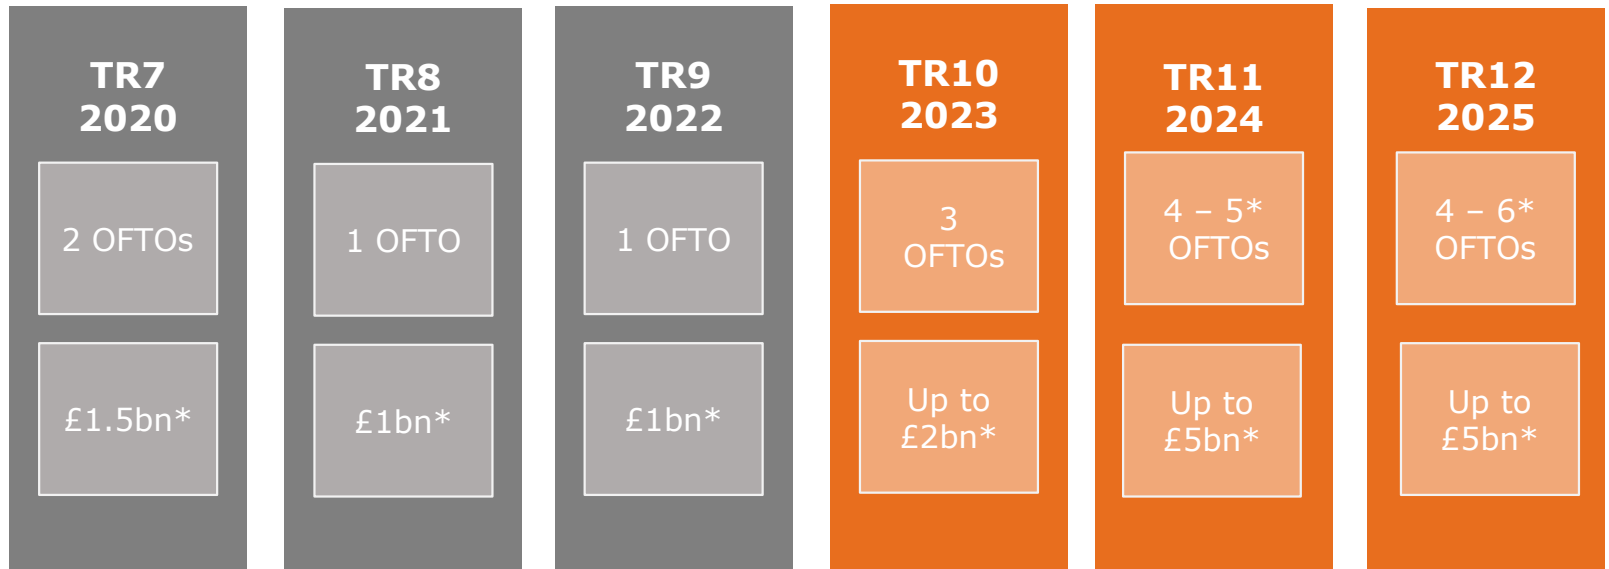 TR7
2020
2 OFTOs
£1.5bn*
TR8
2021
1 OFTO
£1bn*
TR9
2022
1 OFTO
£1bn*
TR10
2023
3
OFTOs
Up to
£2bn*
TR11
2024
4 – 5*
OFTOs
Up to
£5bn*
TR12
2025
4 – 6*
OFTOs
Up to
£5bn*